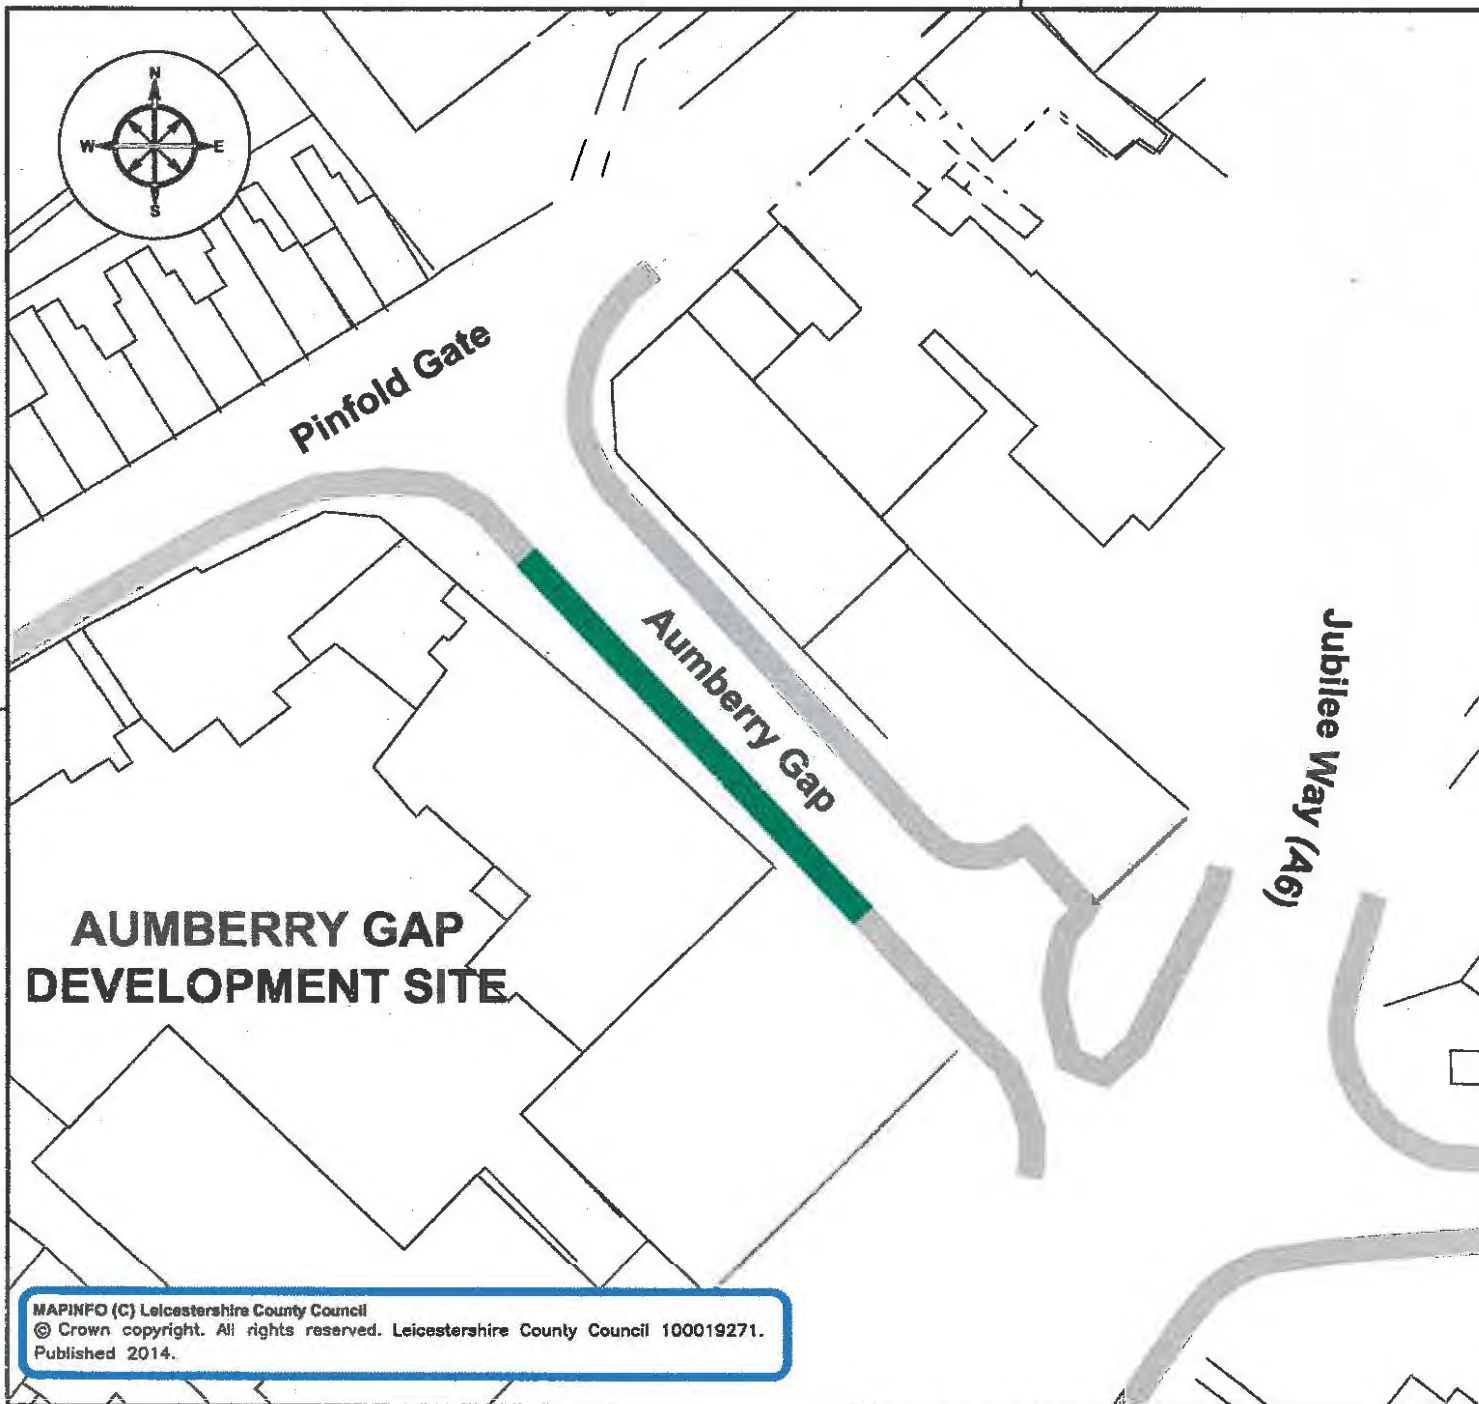 N
W E
S
Pinfold Gate
Aumberry Gap
Jubilee Way (A6)
AUMBERRY GAP
DEVELOPMENT SITE
MAPINFO (C) Leicestershire County Council
© Crown copyright. All rights reserved. Leicestershire County Council 100019271.
Published 2014.